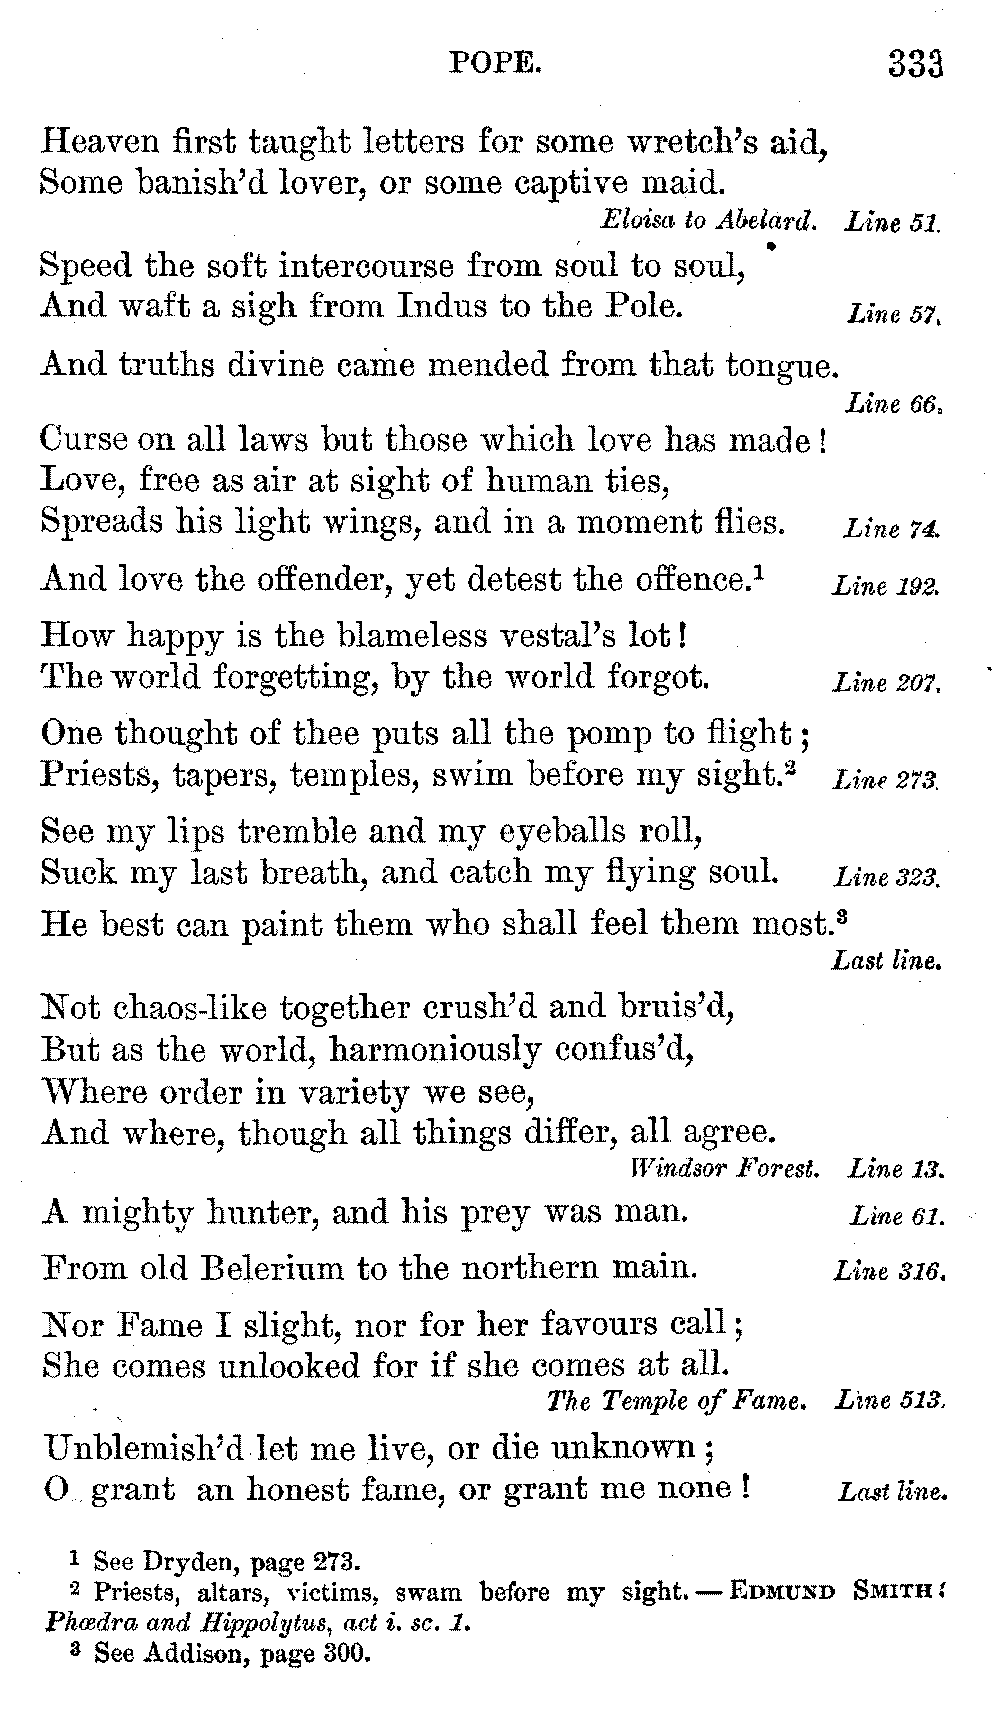 POPE. 333
Heaven first taught letters for some wretch's aid,
Some banish'd lover, or some captive maid.
Eloisa to Abelard. Line 51.
Speed the soft intercourse from soul to soul,
And waft a sigh from Indus to the Pole. Line 57.
And truths divine came mended from that tongue.
Line 66.
Curse on all laws but those which love has made!
Love, free as air at sight of human ties,
Spreads his light wings, and in a moment flies. Line 74.
And love the offender, yet detest the offence.¹ Line 192.
How happy is the blameless vestal's lot!
The world forgetting, by the world forgot. Line 207.
One thought of thee puts all the pomp to flight;
Priests, tapers, temples, swim before my sight.² Line 273.
See my lips tremble and my eyeballs roll,
Suck my last breath, and catch my flying soul. Line 323.
He best can paint them who shall feel them most.³
Last line.
Not chaos-like together crush'd and bruis'd,
But as the world, harmoniously confus'd,
Where order in variety we see,
And where, though all things differ, all agree.
Windsor Forest. Line 13.
A mighty hunter, and his prey was man. Line 61.
From old Belerium to the northern main. Line 316.
Nor Fame I slight, nor for her favours call;
She comes unlooked for if she comes at all.
The Temple of Fame. Line 513.
Unblemish'd let me live, or die unknown;
O grant an honest fame, or grant me none! Last line.
1 See Dryden, page 273.
2 Priests, altars, victims, swam before my sight. — EDMUND SMITH:
Phædra and Hippolytus, act i. sc. 1.
3 See Addison, page 300.